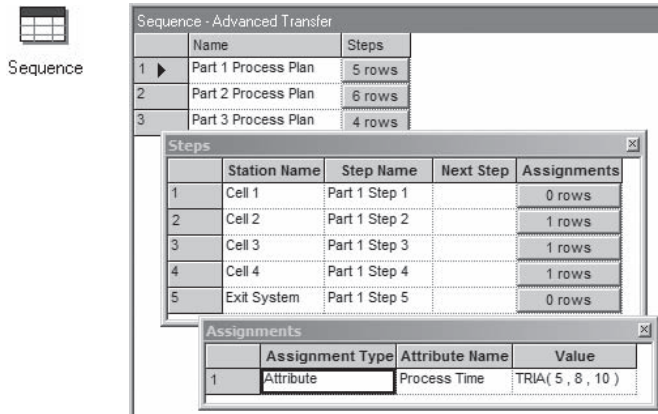 Sequence
Sequence - Advanced Transfer
Name Steps
1 Part 1 Process Plan 5 rows
2 Part 2 Process Plan 6 rows
3 Part 3 Process Plan 4 rows
Steps
Station Name Step Name Next Step Assignments
1 Cell 1 Part 1 Step 1 0 rows
2 Cell 2 Part 1 Step 2 1 rows
3 Cell 3 Part 1 Step 3 1 rows
4 Cell 4 Part 1 Step 4 1 rows
5 Exit System Part 1 Step 5 0 rows
Assignments
Assignment Type Attribute Name Value
1 Attribute Process Time TRIA( 5 , 8 , 10 )